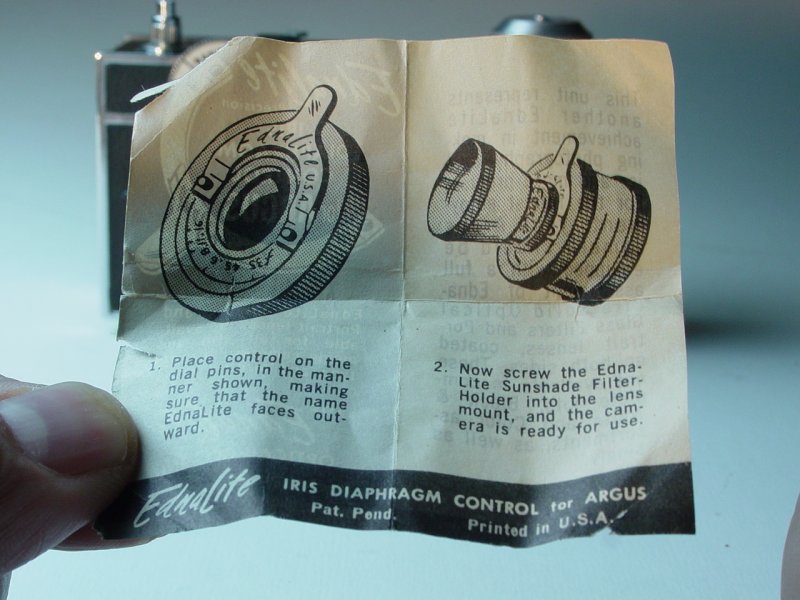 EdnaLite U.S.A.
1. Place control on the
dial pins, in the man-
ner shown, making
sure that the name
EdnaLite faces out-
ward.
2. Now screw the Edna-
Lite Sunshade Filter-
Holder into the lens
mount, and the cam-
era is ready for use.
EdnaLite IRIS DIAPHRAGM CONTROL for ARGUS
Pat. Pend. Printed in U.S.A.